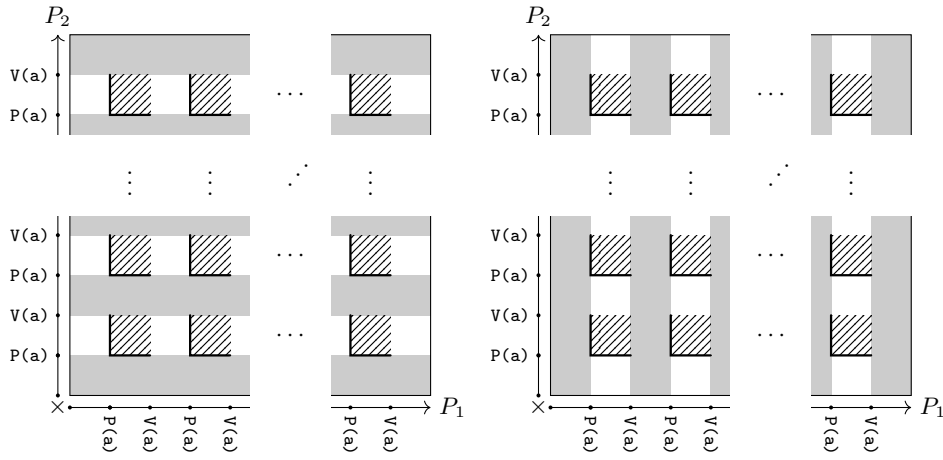 P₂ P₂
V(a) V(a)
P(a) · · · P(a) · · ·
V(a) V(a)
P(a) · · · P(a) · · ·
V(a) V(a)
P(a) · · · P(a) · · ·
× P₁ × P₁
P(a) V(a) P(a) V(a) P(a) V(a) P(a) V(a) P(a) V(a) P(a) V(a)